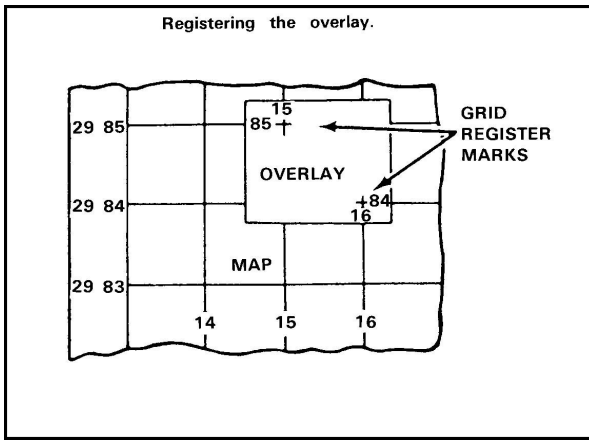 Registering the overlay.
15
29 85
85
GRID
REGISTER
MARKS
OVERLAY
29 84
84
16
MAP
29 83
14 15 16